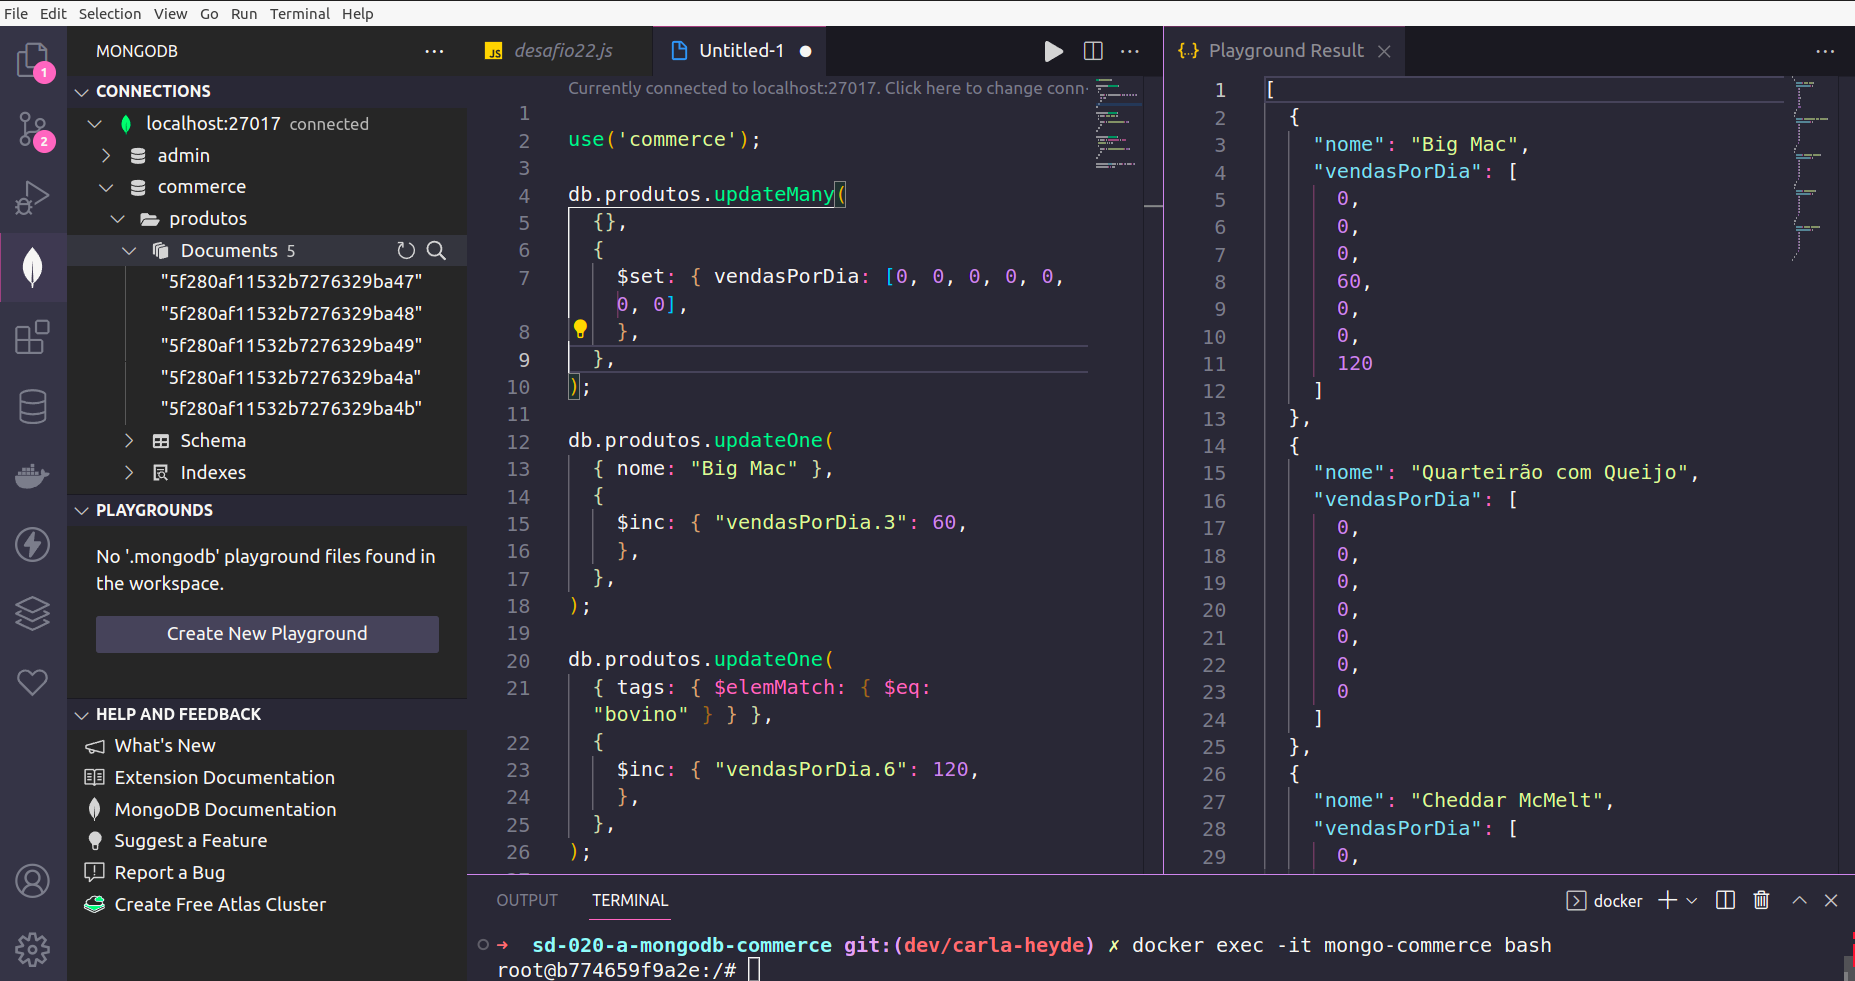 File Edit Selection View Go Run Terminal Help
MONGODB
CONNECTIONS
localhost:27017 connected
admin
commerce
produtos
Documents 5
"5f280af11532b7276329ba47"
"5f280af11532b7276329ba48"
"5f280af11532b7276329ba49"
"5f280af11532b7276329ba4a"
"5f280af11532b7276329ba4b"
Schema
Indexes
PLAYGROUNDS
No '.mongodb' playground files found in
the workspace.
Create New Playground
HELP AND FEEDBACK
What's New
Extension Documentation
MongoDB Documentation
Suggest a Feature
Report a Bug
Create Free Atlas Cluster
1
2
JS desafio22.js
Untitled-1
Currently connected to localhost:27017. Click here to change conn
1
2 use('commerce');
3
4 db.produtos.updateMany(
5 {},
6 {
7 $set: { vendasPorDia: [0, 0, 0, 0, 0,
0, 0],
8 },
9 },
10 );
11
12 db.produtos.updateOne(
13 { nome: "Big Mac" },
14 {
15 $inc: { "vendasPorDia.3": 60,
16 },
17 },
18 );
19
20 db.produtos.updateOne(
21 { tags: { $elemMatch: { $eq:
"bovino" } } },
22 {
23 $inc: { "vendasPorDia.6": 120,
24 },
25 },
26 );
{..} Playground Result
1 [
2 {
3 "nome": "Big Mac",
4 "vendasPorDia": [
5 0,
6 0,
7 0,
8 60,
9 0,
10 0,
11 120
12 ]
13 },
14 {
15 "nome": "Quarteirão com Queijo",
16 "vendasPorDia": [
17 0,
18 0,
19 0,
20 0,
21 0,
22 0,
23 0
24 ]
25 },
26 {
27 "nome": "Cheddar McMelt",
28 "vendasPorDia": [
29 0,
OUTPUT TERMINAL
docker
→ sd-020-a-mongodb-commerce git:(dev/carla-heyde) ✗ docker exec -it mongo-commerce bash
root@b774659f9a2e:/#